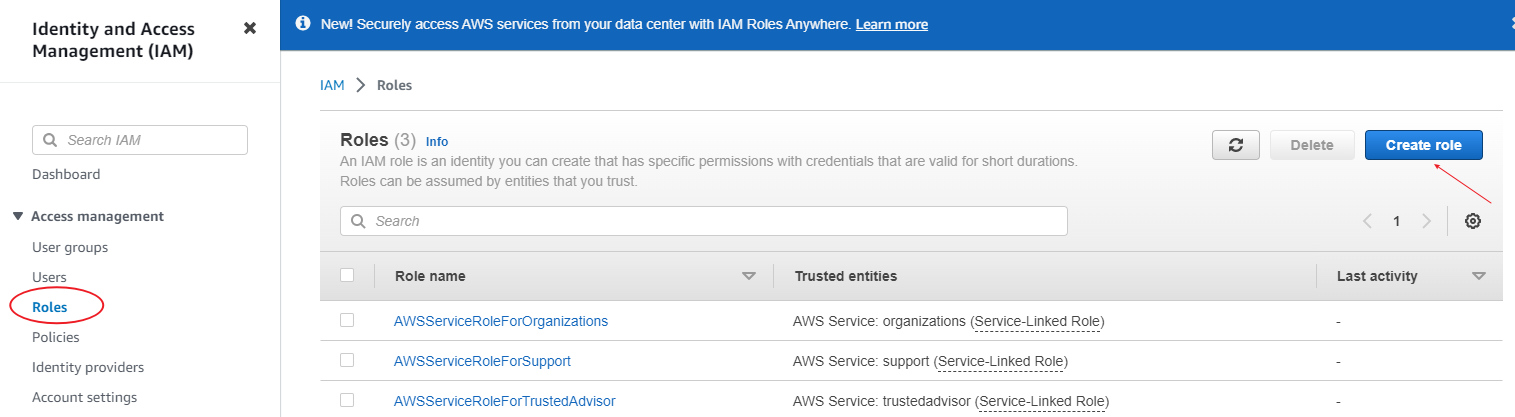 Identity and Access
Management (IAM)
Search IAM
Dashboard
Access management
User groups
Users
Roles
Policies
Identity providers
Account settings
New! Securely access AWS services from your data center with IAM Roles Anywhere. Learn more
IAM > Roles
Roles (3) Info
An IAM role is an identity you can create that has specific permissions with credentials that are valid for short durations.
Roles can be assumed by entities that you trust.
Delete
Create role
Search
1
Role name Trusted entities Last activity
AWSServiceRoleForOrganizations AWS Service: organizations (Service-Linked Role) -
AWSServiceRoleForSupport AWS Service: support (Service-Linked Role) -
AWSServiceRoleForTrustedAdvisor AWS Service: trustedadvisor (Service-Linked Role) -